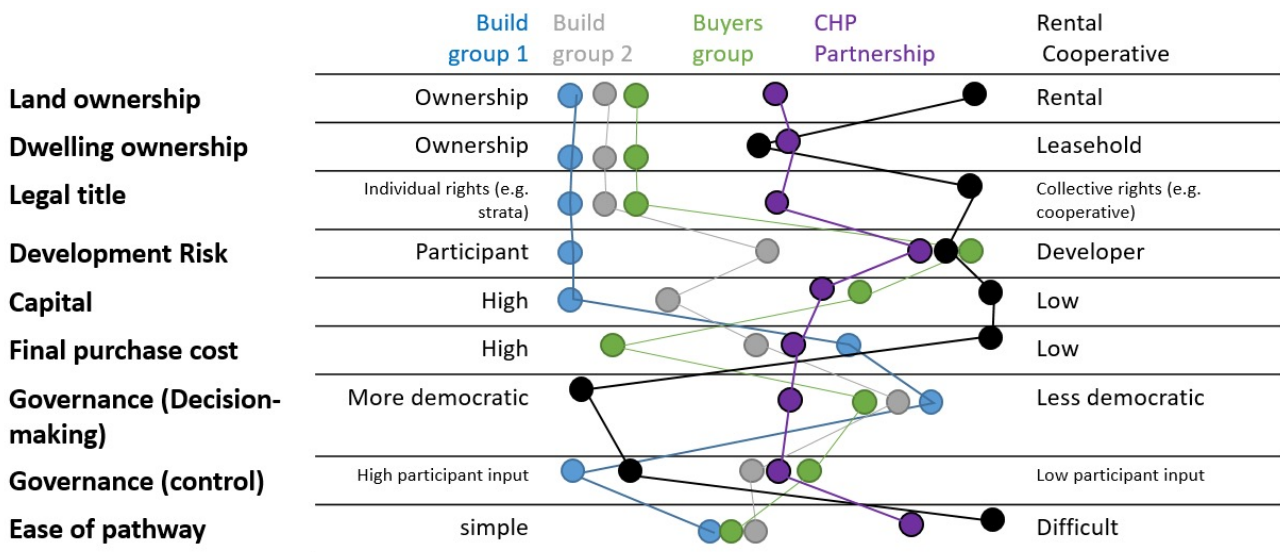 Build Build Buyers CHP Rental
group 1 group 2 group Partnership Cooperative
Land ownership Ownership Rental
Dwelling ownership Ownership Leasehold
Legal title Individual rights (e.g. Collective rights (e.g.
strata) cooperative)
Development Risk Participant Developer
Capital High Low
Final purchase cost High Low
Governance (Decision- More democratic Less democratic
making)
Governance (control) High participant input Low participant input
Ease of pathway simple Difficult